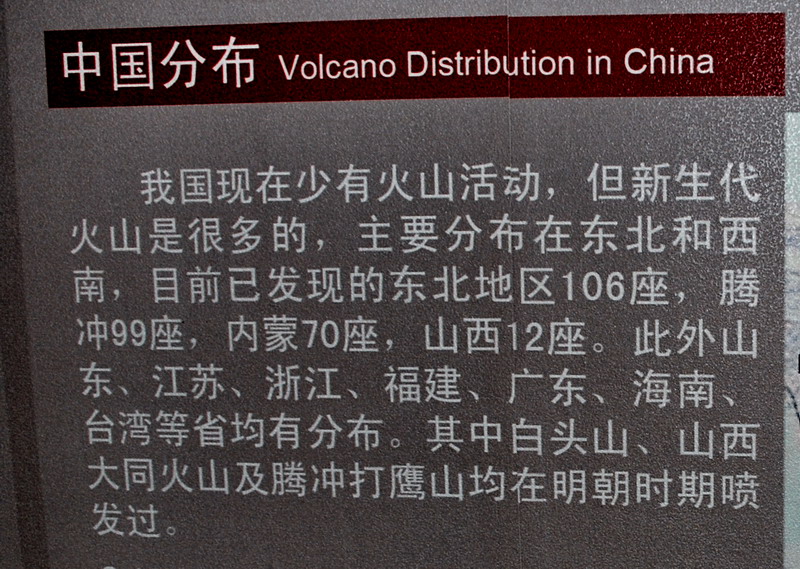 中国分布 Volcano Distribution in China
我国现在少有火山活动，但新生代
火山是很多的，主要分布在东北和西
南，目前已发现的东北地区106座，腾
冲99座，内蒙70座，山西12座。此外山
东、江苏、浙江、福建、广东、海南、
台湾等省均有分布。其中白头山、山西
大同火山及腾冲打鹰山均在明朝时期喷
发过。